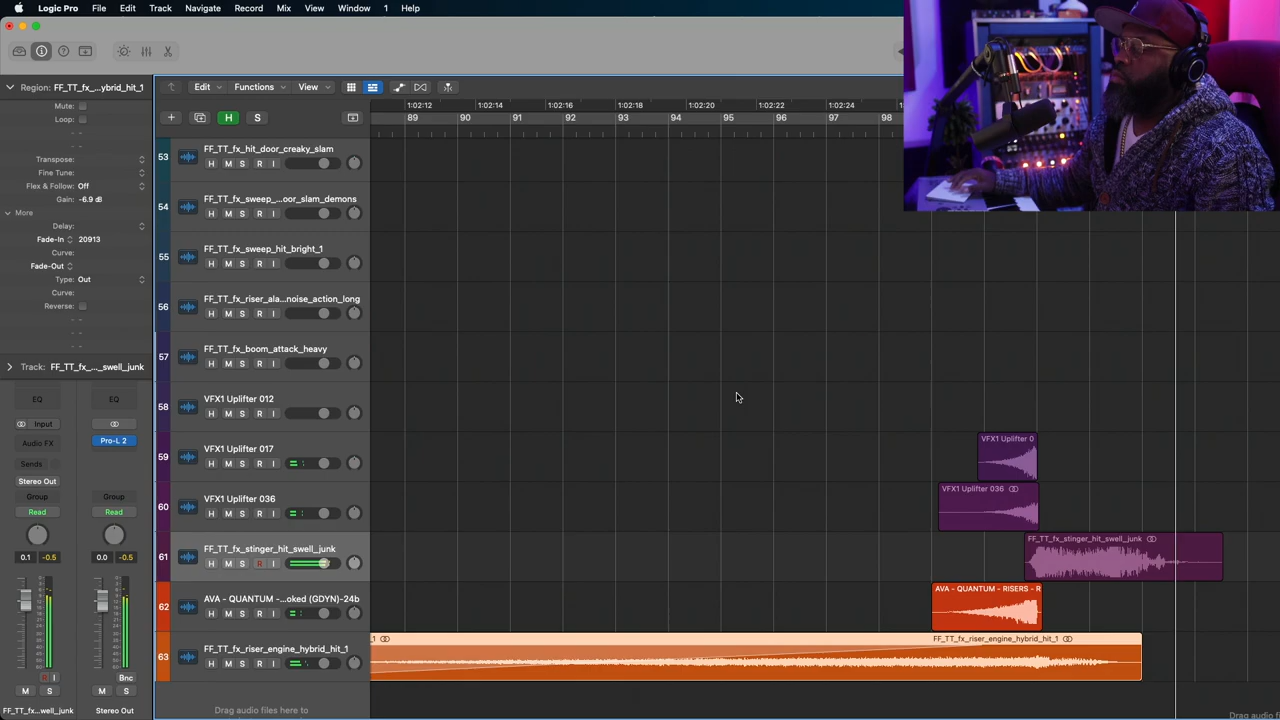 Logic Pro File Edit Track Navigate Record Mix View Window 1 Help
Region: FF_TT_fx_...ybrid_hit_1
Mute:
Loop:
Transpose:
Fine Tune:
Flex & Follow: Off
Gain: -6.9 dB
More
Delay:
Fade-In 20913
Curve:
Fade-Out
Type: Out
Curve:
Reverse:
Track: FF_TT_fx_..._swell_junk
EQ EQ
Input
Audio FX Pro-L 2
Sends
Stereo Out
Group Group
Read Read
0.1 -0.5 0.0 -0.5
R I Bnc
M S M S
FF_TT_fx...well_junk Stereo Out
Edit Functions View
H S
1:02:12 1:02:14 1:02:16 1:02:18 1:02:20 1:02:22 1:02:24
89 90 91 92 93 94 95 96 97 98
53 FF_TT_fx_hit_door_creaky_slam
H M S R I
54 FF_TT_fx_sweep_...oor_slam_demons
H M S R I
55 FF_TT_fx_sweep_hit_bright_1
H M S R I
56 FF_TT_fx_riser_ala...noise_action_long
H M S R I
57 FF_TT_fx_boom_attack_heavy
H M S R I
58 VFX1 Uplifter 012
H M S R I
59 VFX1 Uplifter 017
H M S R I
VFX1 Uplifter 0
60 VFX1 Uplifter 036
H M S R I
VFX1 Uplifter 036
61 FF_TT_fx_stinger_hit_swell_junk
H M S R I
FF_TT_fx_stinger_hit_swell_junk
62 AVA - QUANTUM -...oked (GDYN)-24b
H M S R I
AVA - QUANTUM - RISERS - R
63 FF_TT_fx_riser_engine_hybrid_hit_1
H M S R I
_1 FF_TT_fx_riser_engine_hybrid_hit_1
Drag audio files here to
Drag audio